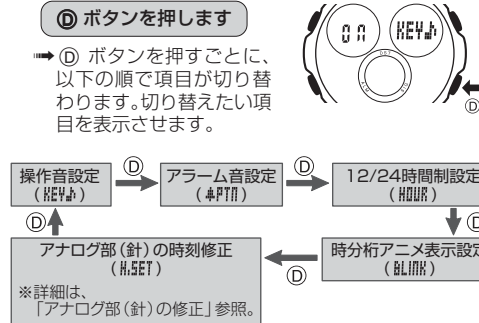 Ⓓ ボタンを押します
➡ Ⓓ ボタンを押すごとに、
以下の順で項目が切り替
わります。切り替えたい項
目を表示させます。
ON
KEY♪
Ⓓ
操作音設定
(KEY♪)
Ⓓ
アラーム音設定
Ⓓ
12/24時間制設定
(HOUR)
Ⓓ
時分桁アニメ表示設定
(BLINK)
Ⓓ
アナログ部(針)の時刻修正
(H.SET)
※詳細は、
「アナログ部(針)の修正」参照。
Ⓓ